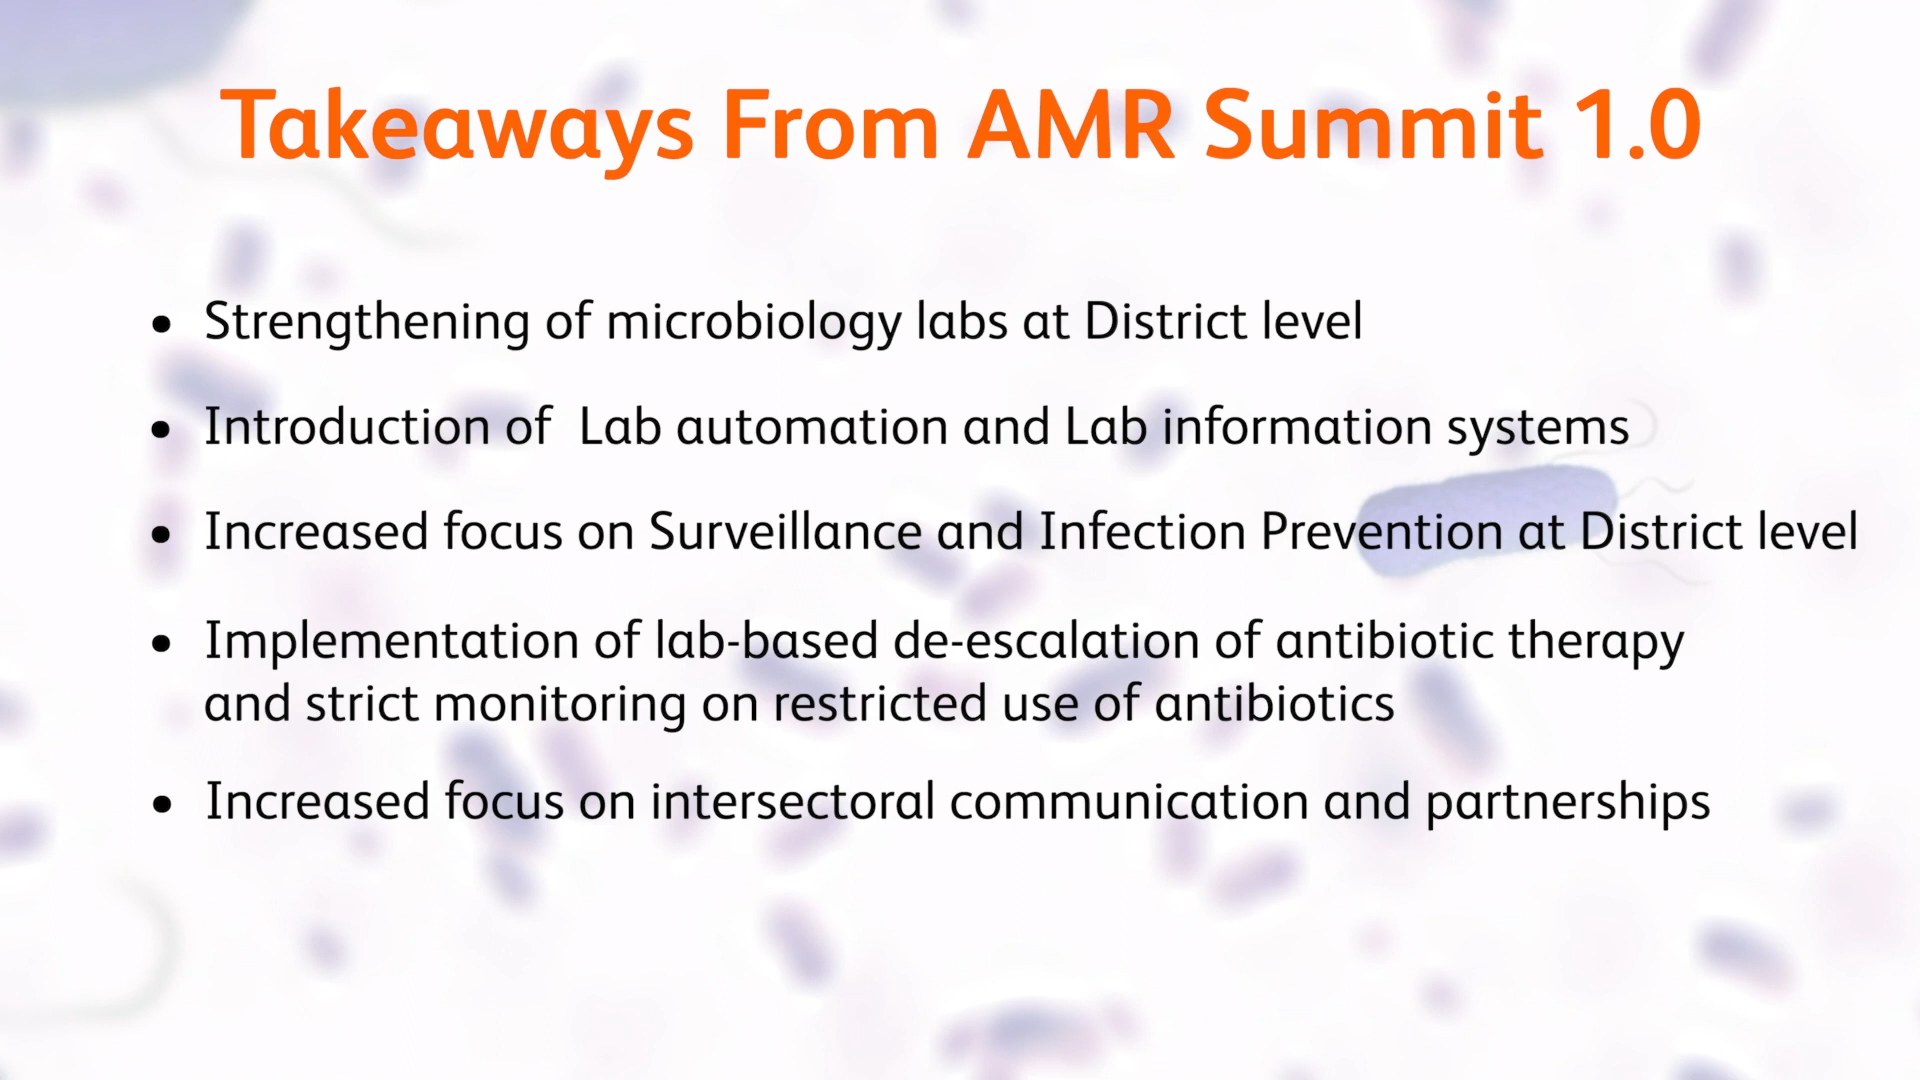 Takeaways From AMR Summit 1.0
• Strengthening of microbiology labs at District level
• Introduction of  Lab automation and Lab information systems
• Increased focus on Surveillance and Infection Prevention at District level
• Implementation of lab-based de-escalation of antibiotic therapy
and strict monitoring on restricted use of antibiotics
• Increased focus on intersectoral communication and partnerships